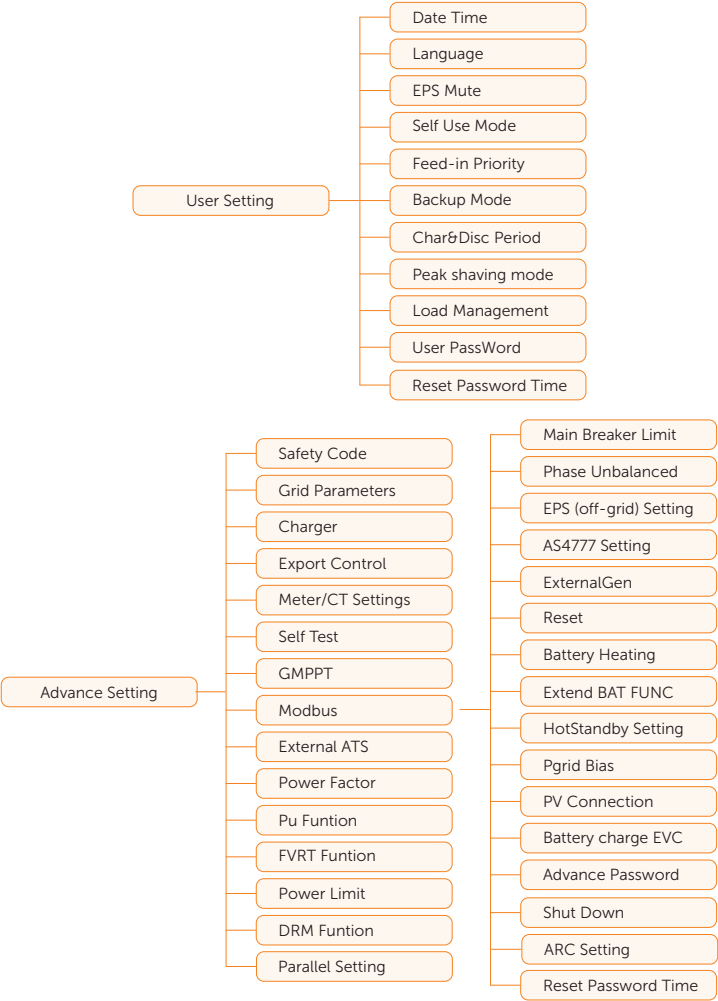 User Setting
Date Time
Language
EPS Mute
Self Use Mode
Feed-in Priority
Backup Mode
Char&Disc Period
Peak shaving mode
Load Management
User PassWord
Reset Password Time
Advance Setting
Safety Code
Grid Parameters
Charger
Export Control
Meter/CT Settings
Self Test
GMPPT
Modbus
External ATS
Power Factor
Pu Funtion
FVRT Funtion
Power Limit
DRM Funtion
Parallel Setting
Main Breaker Limit
Phase Unbalanced
EPS (off-grid) Setting
AS4777 Setting
ExternalGen
Reset
Battery Heating
Extend BAT FUNC
HotStandby Setting
Pgrid Bias
PV Connection
Battery charge EVC
Advance Password
Shut Down
ARC Setting
Reset Password Time